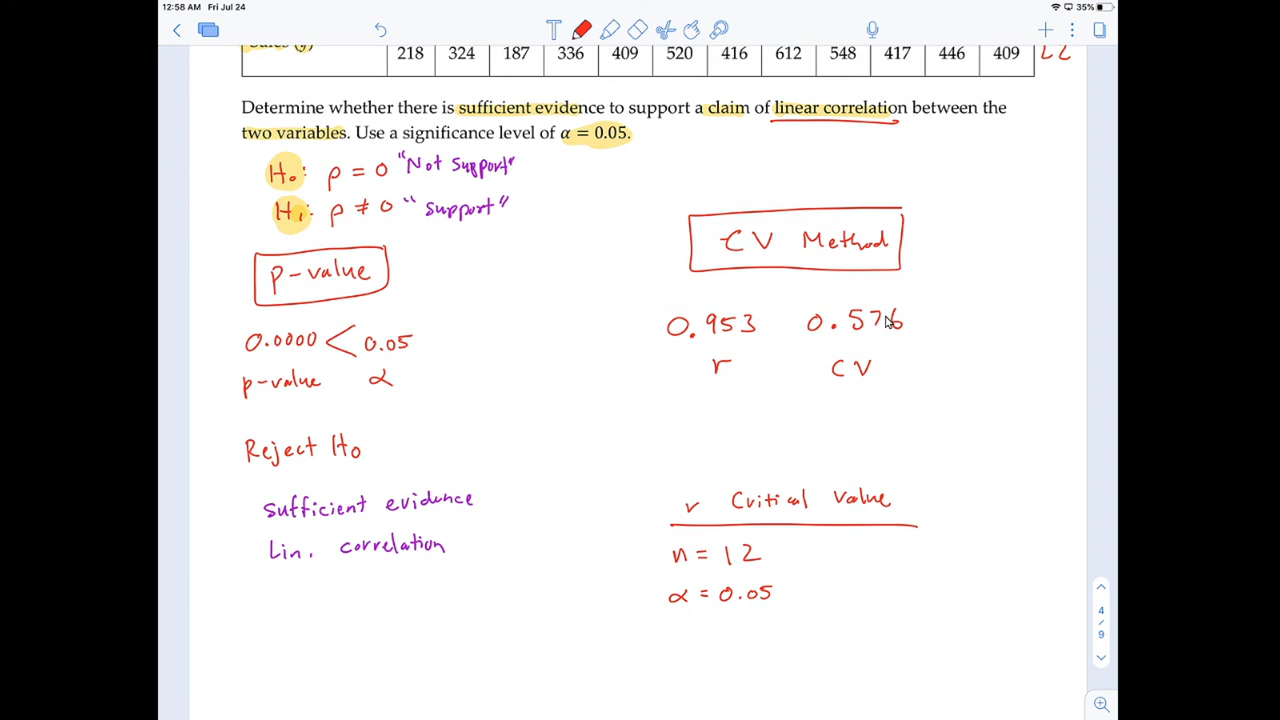 12:58 AM Fri Jul 24
35%
T
Sales (y)
218 324 187 336 409 520 416 612 548 417 446 409
Determine whether there is sufficient evidence to support a claim of linear correlation between the
two variables. Use a significance level of α = 0.05.
H₀: ρ = 0 "Not Support"
H₁: ρ ≠ 0 "Support"
P-value
CV Method
0.0000 < 0.05
p-value α
0.953 0.576
r CV
Reject H₀
Sufficient evidence
Lin. correlation
r Critical Value
n = 12
α = 0.05
4
/
9